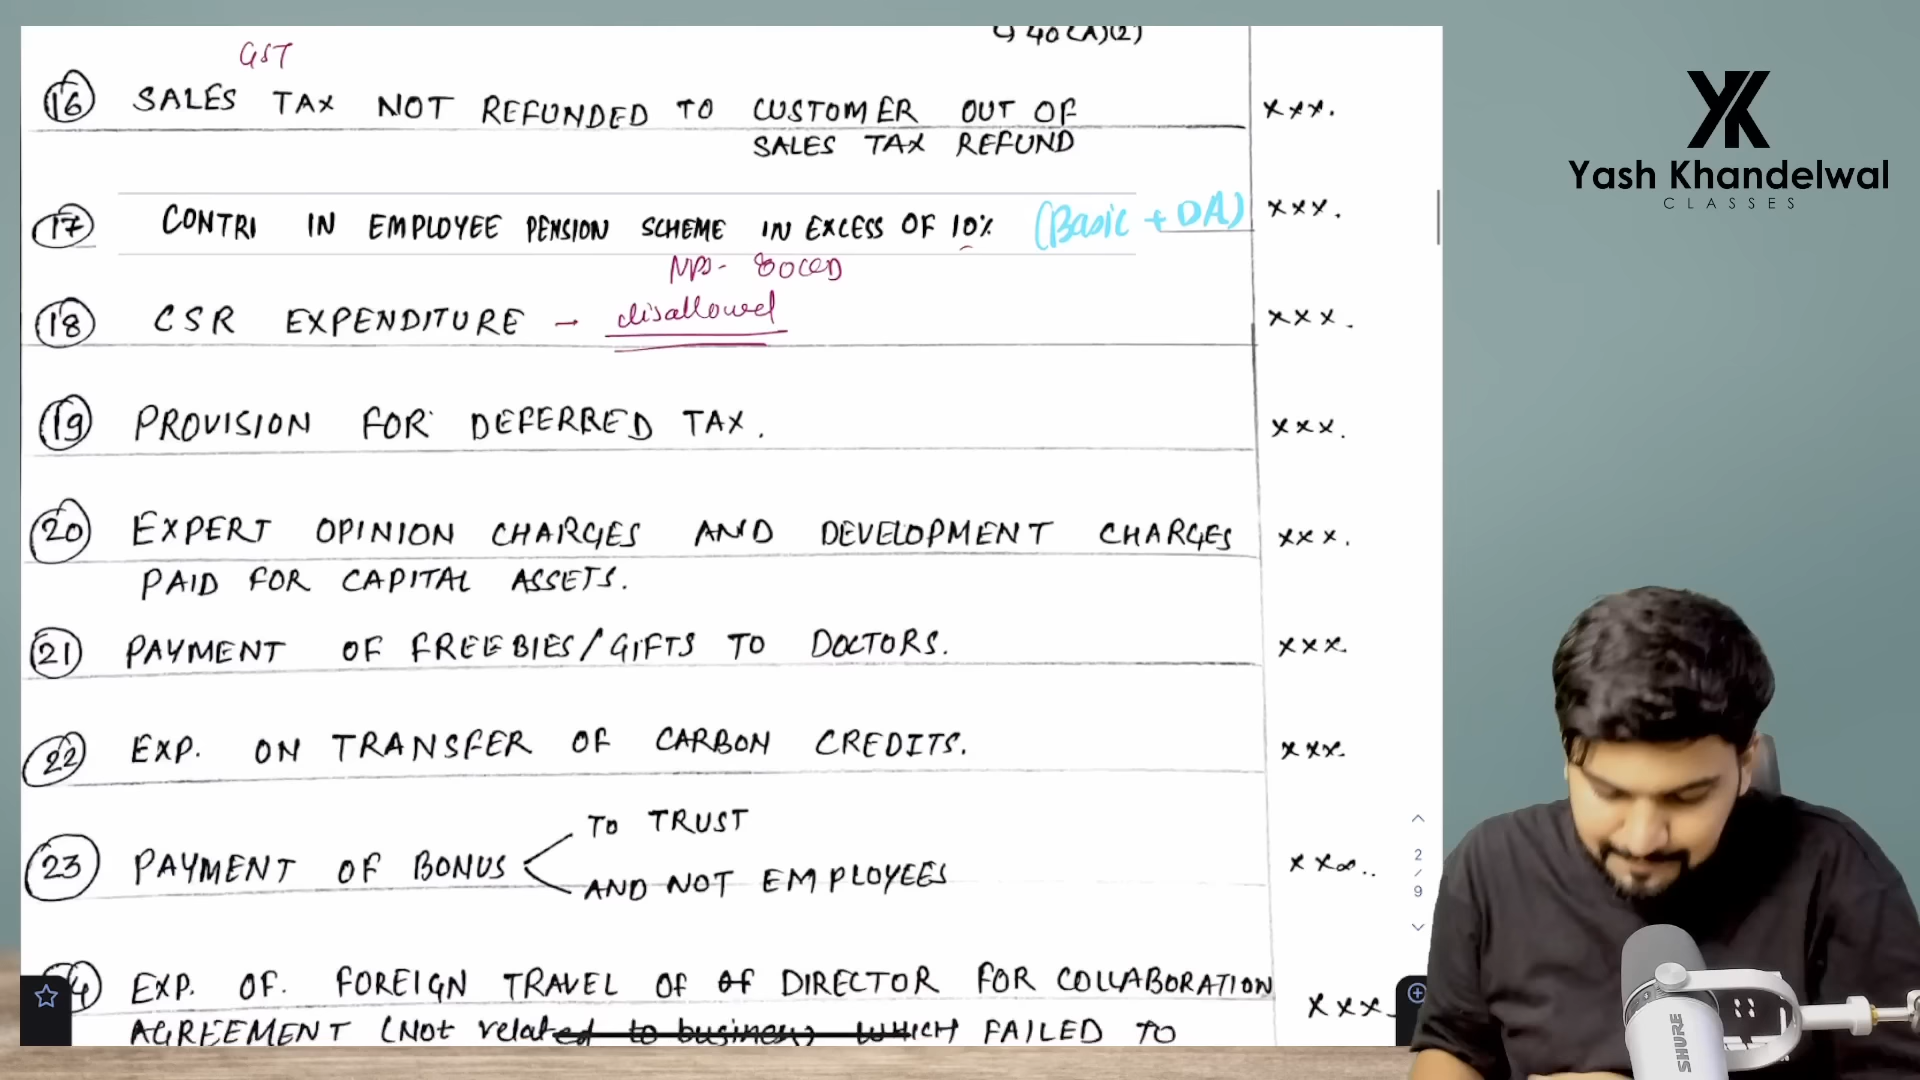 ↳ 40(A)(2)
GST
16 SALES TAX NOT REFUNDED TO CUSTOMER OUT OF xxx.
SALES TAX REFUND
17 CONTRI IN EMPLOYEE PENSION SCHEME IN EXCESS OF 10% (Basic + DA) xxx.
NPS - 80CCD
18 CSR EXPENDITURE - disallowed xxx.
19 PROVISION FOR DEFERRED TAX. xxx.
20 EXPERT OPINION CHARGES AND DEVELOPMENT CHARGES xxx.
PAID FOR CAPITAL ASSETS.
21 PAYMENT OF FREEBIES/GIFTS TO DOCTORS. xxx.
22 EXP. ON TRANSFER OF CARBON CREDITS. xxx.
TO TRUST
23 PAYMENT OF BONUS xxx..
AND NOT EMPLOYEES
EXP. OF. FOREIGN TRAVEL OF OF DIRECTOR FOR COLLABORATION xxx.
AGREEMENT (NOT related to business) WHICH FAILED TO
YK
Yash Khandelwal
CLASSES
2
/
9
SHURE